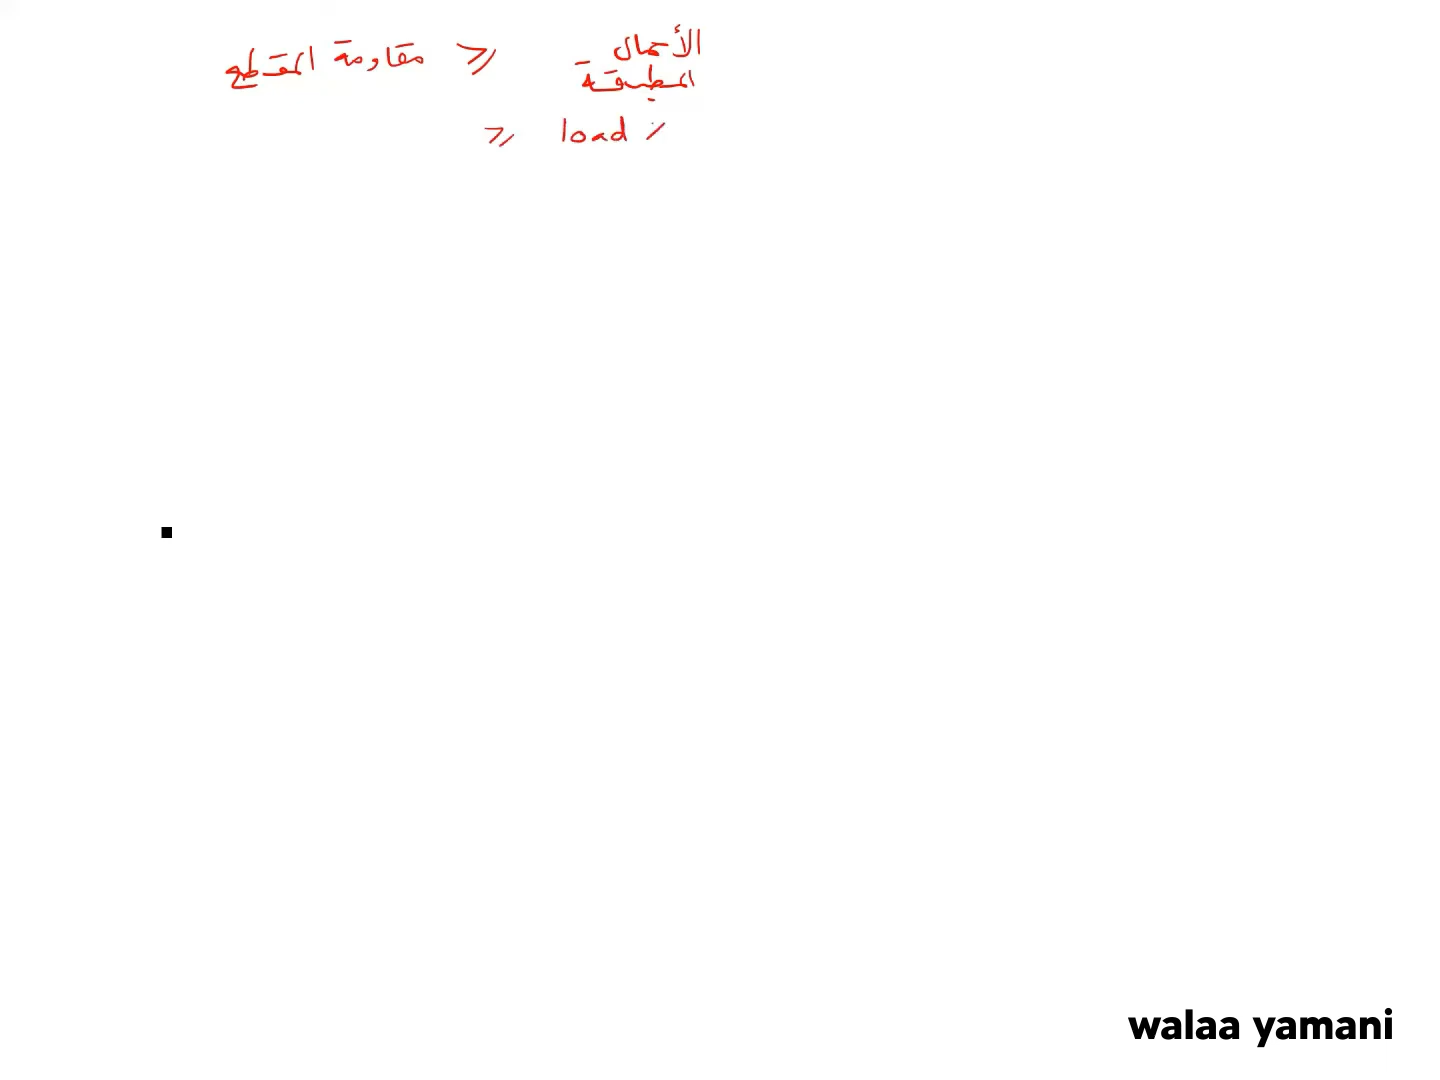 مقاومة المقطع ⩾ الأحمال
المطبقة
⩾ load
walaa yamani